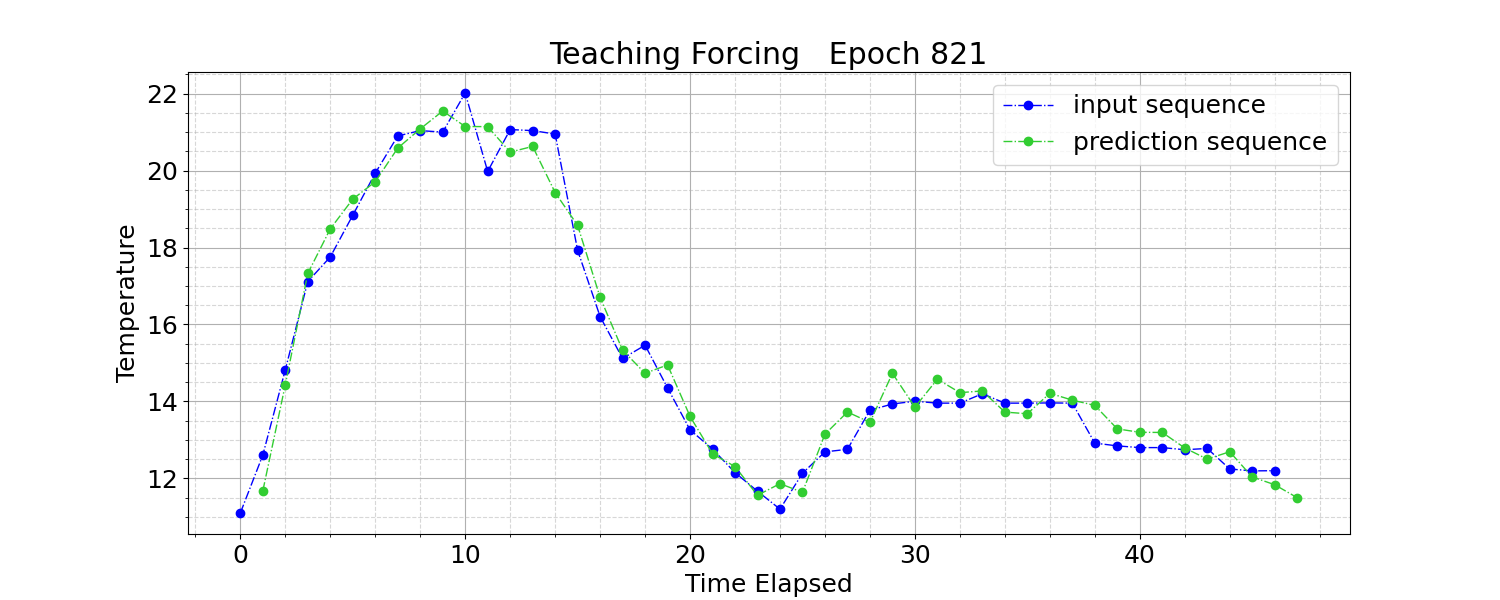 Teaching Forcing   Epoch 821
input sequence
prediction sequence
Temperature
22
20
18
16
14
12
0 10 20 30 40
Time Elapsed